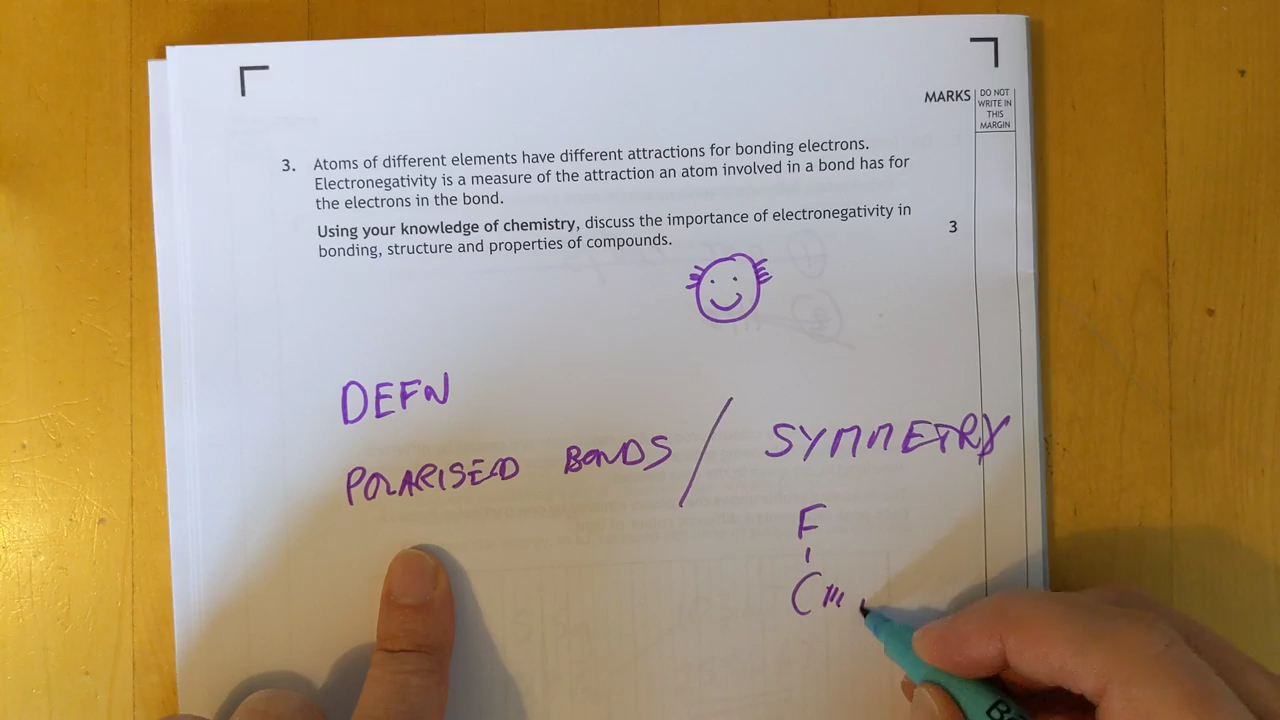 MARKS
DO NOT
WRITE IN
THIS
MARGIN
3. Atoms of different elements have different attractions for bonding electrons.
Electronegativity is a measure of the attraction an atom involved in a bond has for
the electrons in the bond.
Using your knowledge of chemistry, discuss the importance of electronegativity in
bonding, structure and properties of compounds.
3
DEFN
POLARISED BONDS / SYMMETRY
F
C